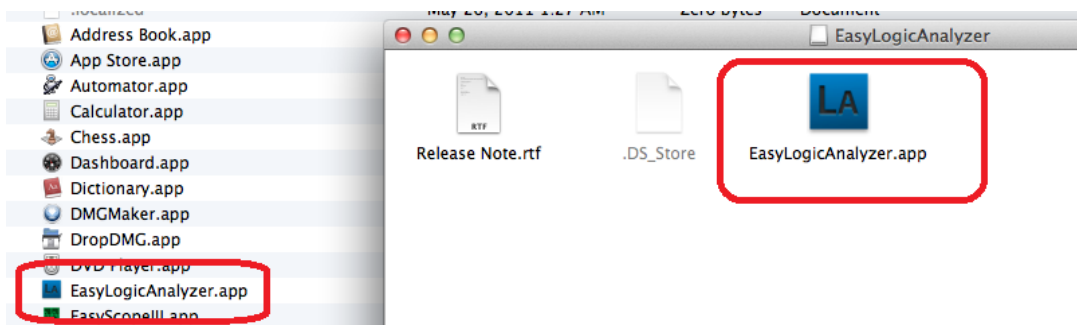 .localized May 20, 2011 1:27 AM Zero bytes Document
Address Book.app
App Store.app
Automator.app
Calculator.app
Chess.app
Dashboard.app
Dictionary.app
DMGMaker.app
DropDMG.app
DVD Player.app
EasyLogicAnalyzer.app
EasyScopeIII.app
EasyLogicAnalyzer
RTF
LA
Release Note.rtf .DS_Store EasyLogicAnalyzer.app